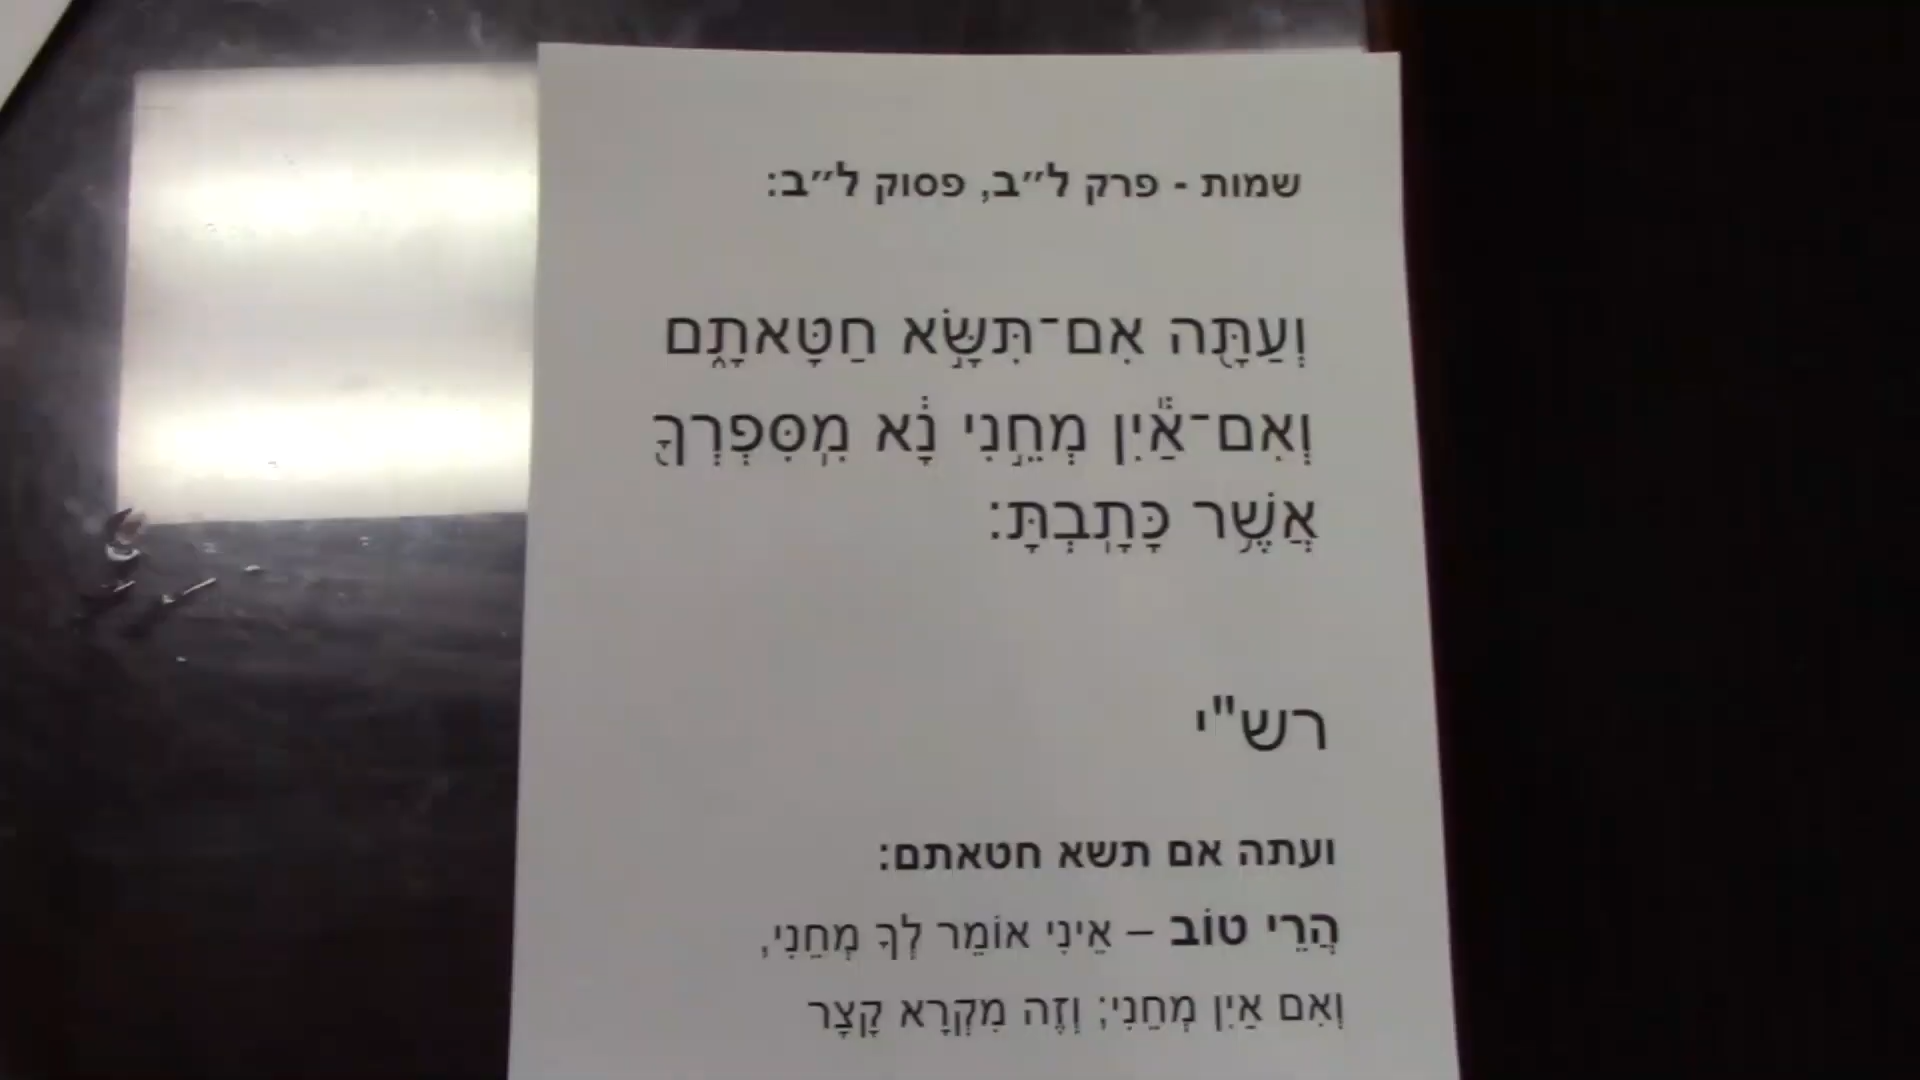 שמות - פרק ל״ב, פסוק ל״ב:
וְעַתָּ֖ה אִם־תִּשָּׂ֣א חַטָּאתָ֑ם
וְאִם־אַ֕יִן מְחֵ֣נִי נָ֔א מִֽסִּפְרְךָ֖
אֲשֶׁ֥ר כָּתָֽבְתָּ׃
רש"י
ועתה אם תשא חטאתם:
הֲרֵי טוֹב – אֵינִי אוֹמֵר לְךָ מְחֵנִי,
וְאִם אַיִן מְחֵנִי; וְזֶה מִקְרָא קָצָר